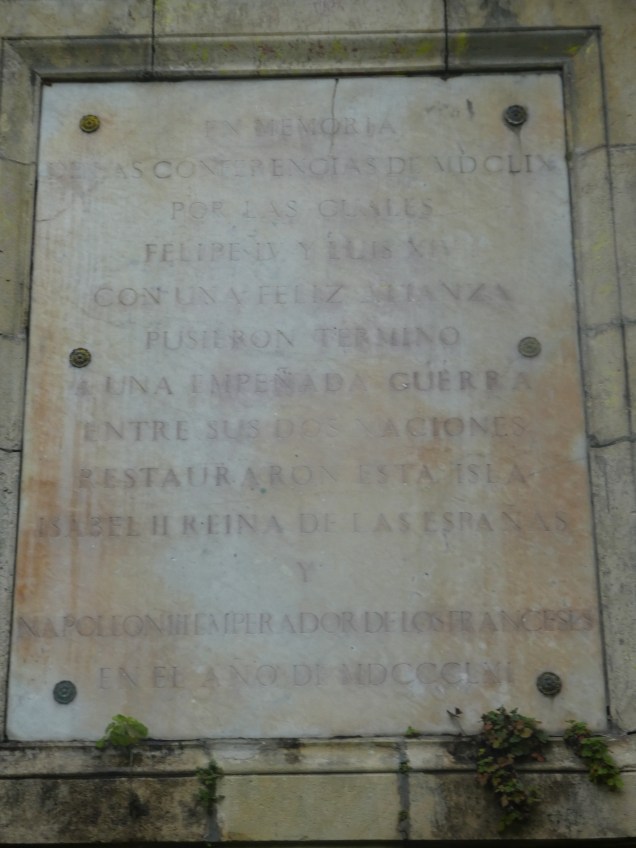 EN MEMORIA
DE LAS CONFERENCIAS DE MDCLIX
POR LAS CUALES
FELIPE IV Y LUIS XIV
CON UNA FELIZ ALIANZA
PUSIERON TÉRMINO
A UNA EMPEÑADA GUERRA
ENTRE SUS DOS NACIONES
RESTAURARON ESTA ISLA
ISABEL II REINA DE LAS ESPAÑAS
Y
NAPOLEON III EMPERADOR DE LOS FRANCESES
EN EL AÑO DE